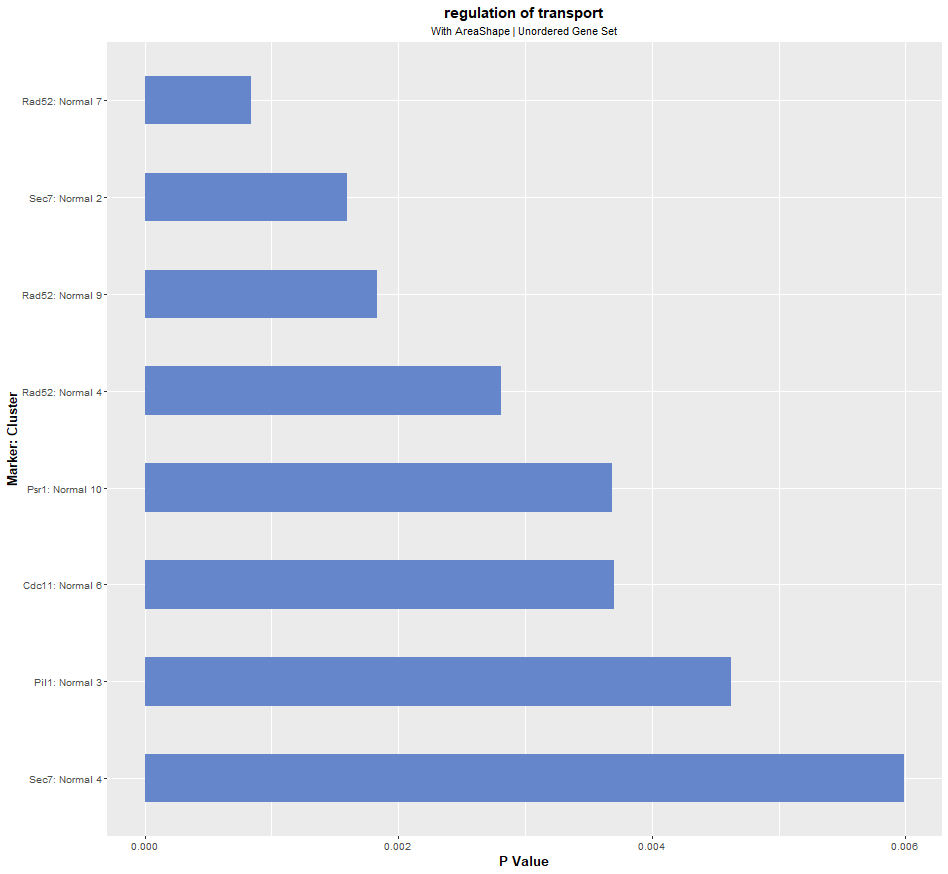 regulation of transport
With AreaShape | Unordered Gene Set
Marker: Cluster
Rad52: Normal 7
Sec7: Normal 2
Rad52: Normal 9
Rad52: Normal 4
Psr1: Normal 10
Cdc11: Normal 6
Pil1: Normal 3
Sec7: Normal 4
0.000 0.002 0.004 0.006
P Value